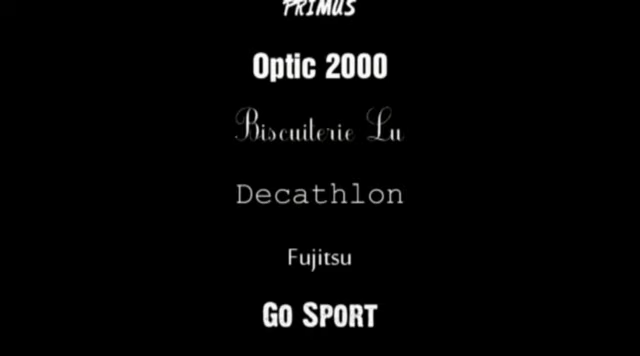 PRIMUS
Optic 2000
Biscuiterie Lu
Decathlon
Fujitsu
GO SPORT